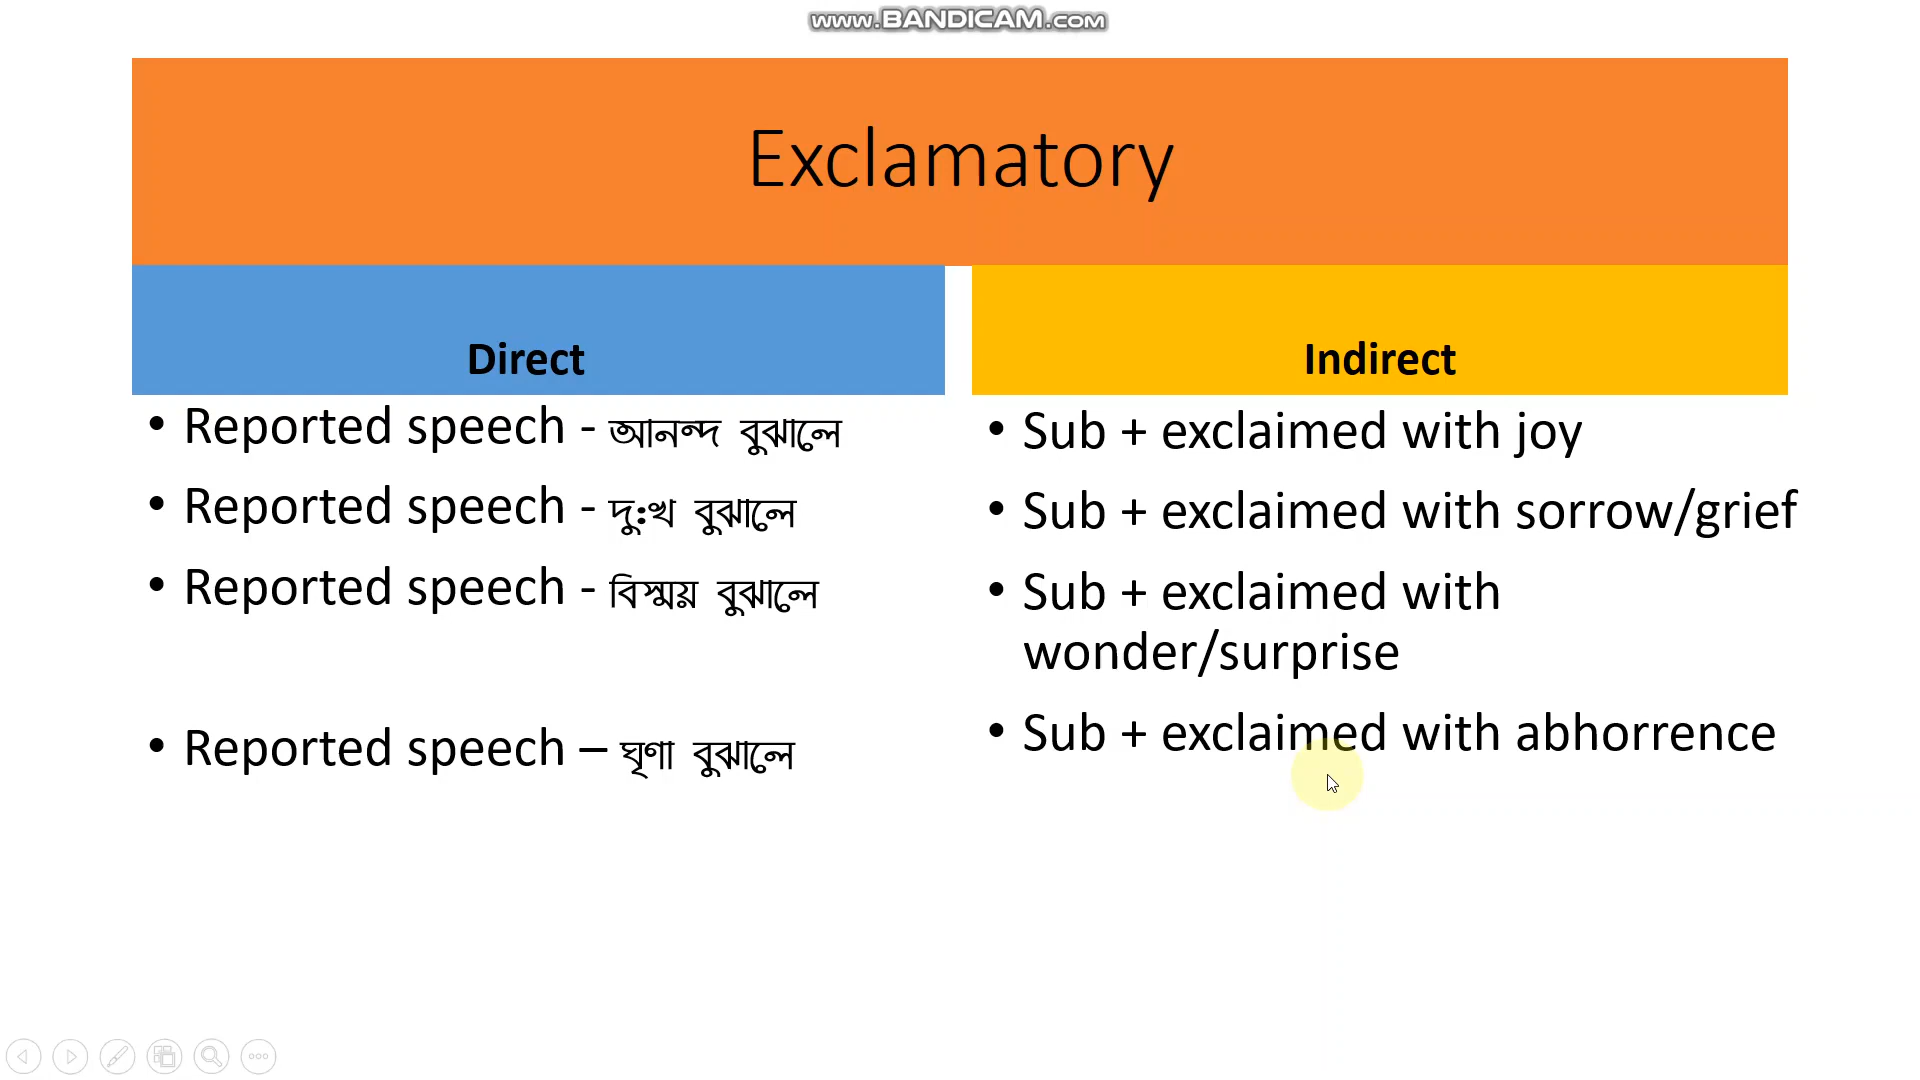 www.BANDICAM.com
Exclamatory
Direct
• Reported speech - আনন্দ বুঝালে
• Reported speech - দুঃখ বুঝালে
• Reported speech - বিস্ময় বুঝালে
• Reported speech – ঘৃণা বুঝালে
Indirect
• Sub + exclaimed with joy
• Sub + exclaimed with sorrow/grief
• Sub + exclaimed with
wonder/surprise
• Sub + exclaimed with abhorrence